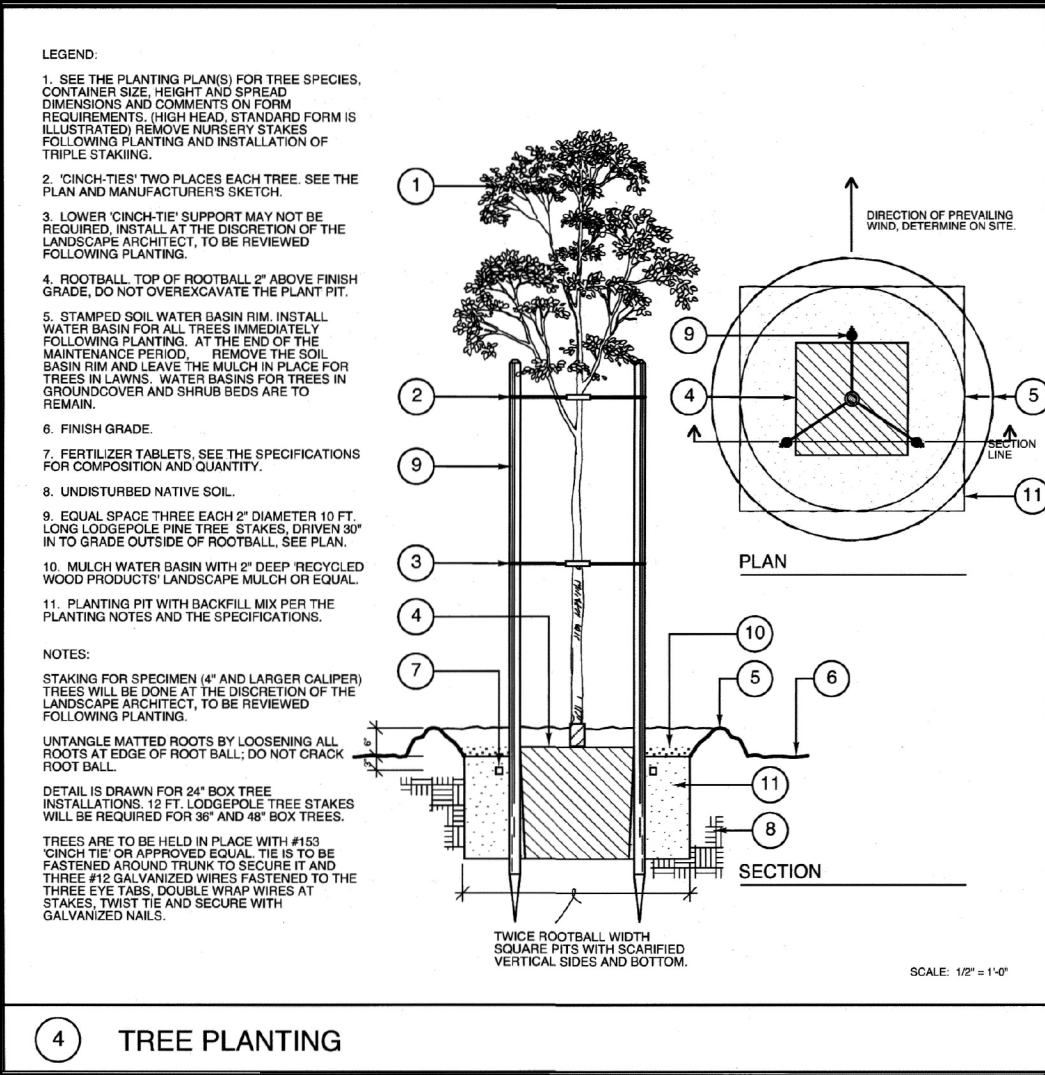 LEGEND:
1. SEE THE PLANTING PLAN(S) FOR TREE SPECIES,
CONTAINER SIZE, HEIGHT AND SPREAD
DIMENSIONS AND COMMENTS ON FORM
REQUIREMENTS. (HIGH HEAD, STANDARD FORM IS
ILLUSTRATED) REMOVE NURSERY STAKES
FOLLOWING PLANTING AND INSTALLATION OF
TRIPLE STAKIING.
2. 'CINCH-TIES' TWO PLACES EACH TREE. SEE THE
PLAN AND MANUFACTURER'S SKETCH.
3. LOWER 'CINCH-TIE' SUPPORT MAY NOT BE
REQUIRED, INSTALL AT THE DISCRETION OF THE
LANDSCAPE ARCHITECT, TO BE REVIEWED
FOLLOWING PLANTING.
4. ROOTBALL. TOP OF ROOTBALL 2" ABOVE FINISH
GRADE, DO NOT OVEREXCAVATE THE PLANT PIT.
5. STAMPED SOIL WATER BASIN RIM. INSTALL
WATER BASIN FOR ALL TREES IMMEDIATELY
FOLLOWING PLANTING. AT THE END OF THE
MAINTENANCE PERIOD, REMOVE THE SOIL
BASIN RIM AND LEAVE THE MULCH IN PLACE FOR
TREES IN LAWNS. WATER BASINS FOR TREES IN
GROUNDCOVER AND SHRUB BEDS ARE TO
REMAIN.
6. FINISH GRADE.
7. FERTILIZER TABLETS, SEE THE SPECIFICATIONS
FOR COMPOSITION AND QUANTITY.
8. UNDISTURBED NATIVE SOIL.
9. EQUAL SPACE THREE EACH 2" DIAMETER 10 FT.
LONG LODGEPOLE PINE TREE STAKES, DRIVEN 30"
IN TO GRADE OUTSIDE OF ROOTBALL, SEE PLAN.
10. MULCH WATER BASIN WITH 2" DEEP 'RECYCLED
WOOD PRODUCTS' LANDSCAPE MULCH OR EQUAL.
11. PLANTING PIT WITH BACKFILL MIX PER THE
PLANTING NOTES AND THE SPECIFICATIONS.
NOTES:
STAKING FOR SPECIMEN (4" AND LARGER CALIPER)
TREES WILL BE DONE AT THE DISCRETION OF THE
LANDSCAPE ARCHITECT, TO BE REVIEWED
FOLLOWING PLANTING.
UNTANGLE MATTED ROOTS BY LOOSENING ALL
ROOTS AT EDGE OF ROOT BALL; DO NOT CRACK
ROOT BALL.
DETAIL IS DRAWN FOR 24" BOX TREE
INSTALLATIONS. 12 FT. LODGEPOLE TREE STAKES
WILL BE REQUIRED FOR 36" AND 48" BOX TREES.
TREES ARE TO BE HELD IN PLACE WITH #153
'CINCH TIE' OR APPROVED EQUAL. TIE IS TO BE
FASTENED AROUND TRUNK TO SECURE IT AND
THREE #12 GALVANIZED WIRES FASTENED TO THE
THREE EYE TABS, DOUBLE WRAP WIRES AT
STAKES, TWIST TIE AND SECURE WITH
GALVANIZED NAILS.
1
2
9
3
4
7
6"
3"
10
5
6
11
8
TWICE ROOTBALL WIDTH
SQUARE PITS WITH SCARIFIED
VERTICAL SIDES AND BOTTOM.
SECTION
DIRECTION OF PREVAILING
WIND, DETERMINE ON SITE.
9
4
5
SECTION
LINE
11
PLAN
SCALE: 1/2" = 1'-0"
4 TREE PLANTING